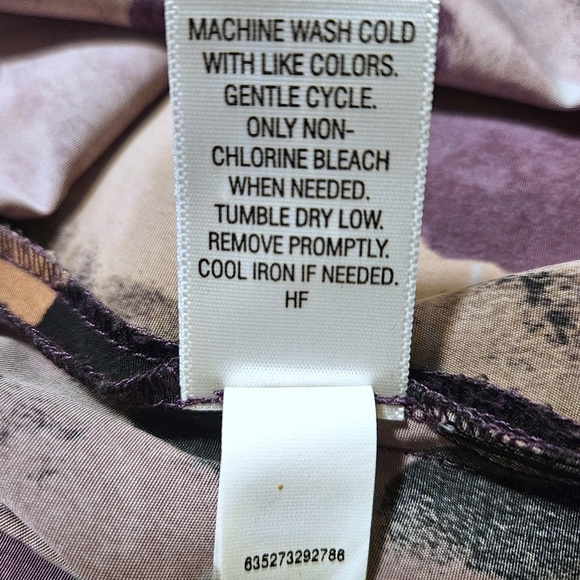 MACHINE WASH COLD
WITH LIKE COLORS.
GENTLE CYCLE.
ONLY NON-
CHLORINE BLEACH
WHEN NEEDED.
TUMBLE DRY LOW.
REMOVE PROMPTLY.
COOL IRON IF NEEDED.
HF
635273292786